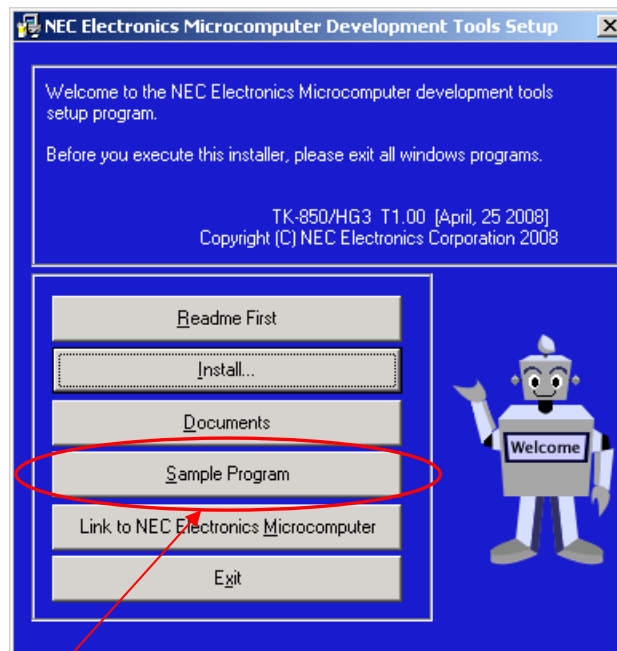 NEC Electronics Microcomputer Development Tools Setup
Welcome to the NEC Electronics Microcomputer development tools
setup program.
Before you execute this installer, please exit all windows programs.
TK-850/HG3 T1.00 [April, 25 2008]
Copyright (C) NEC Electronics Corporation 2008
Readme First
Install...
Documents
Sample Program
Link to NEC Electronics Microcomputer
Exit
Welcome